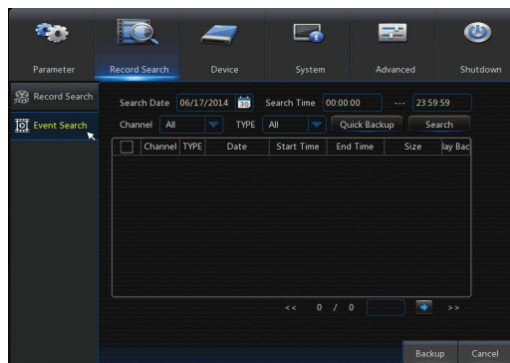 Parameter Record Search Device System Advanced Shutdown
Record Search
Event Search
Search Date 06/17/2014 30 Search Time 00:00:00 --- 23:59:59
Channel All TYPE All Quick Backup Search
Channel TYPE Date Start Time End Time Size lay Bac
<< 0 / 0 >>
Backup Cancel